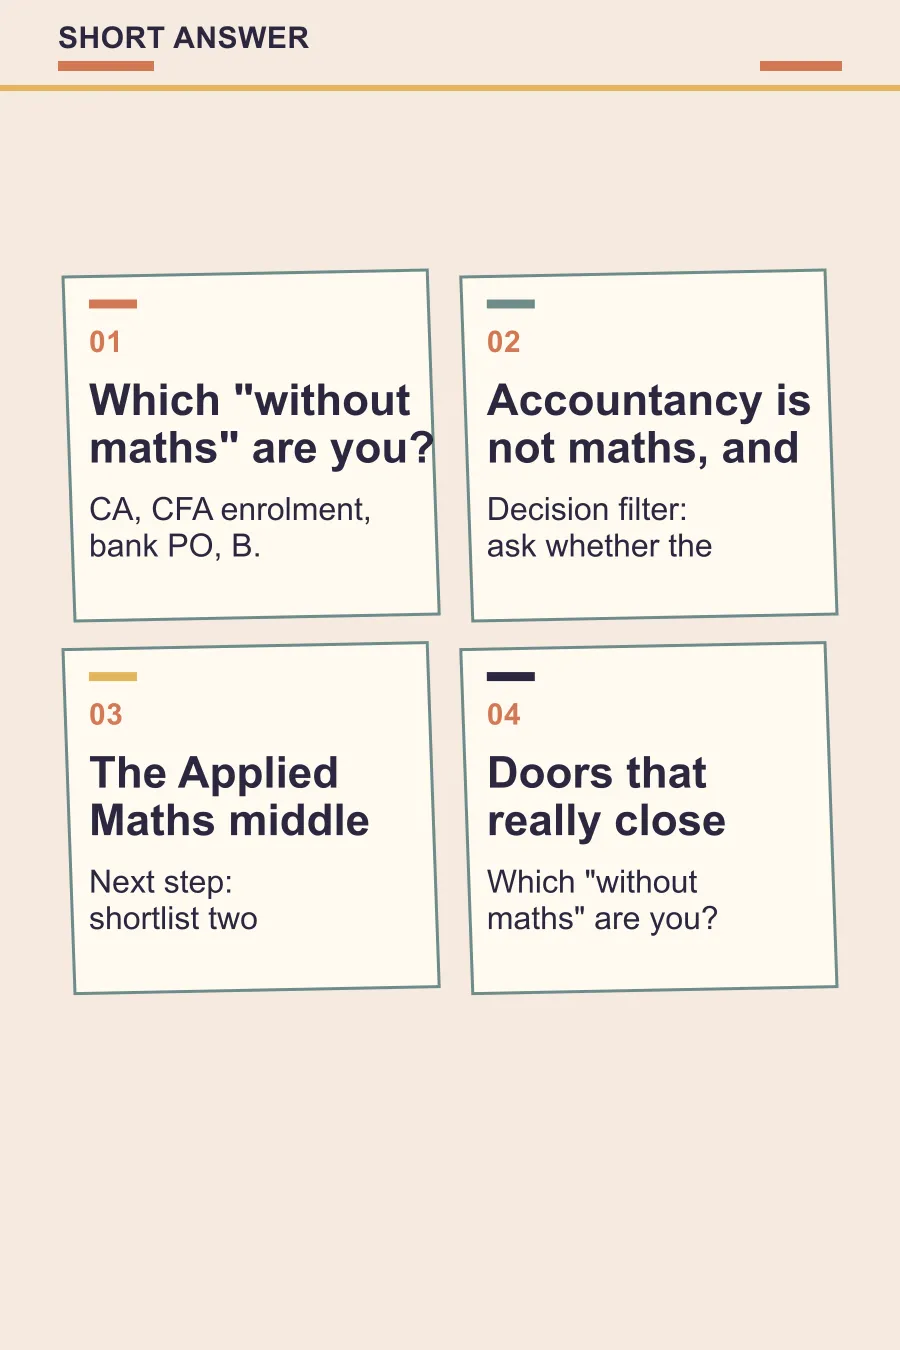 SHORT ANSWER
01
Which "without
maths" are you?
CA, CFA enrolment,
bank PO, B.
02
Accountancy is
not maths, and
Decision filter:
ask whether the
03
The Applied
Maths middle
Next step:
shortlist two
04
Doors that
really close
Which "without
maths" are you?